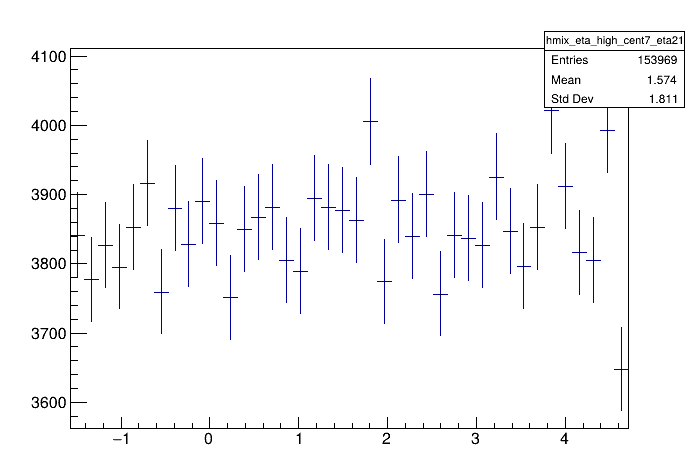 hmix_eta_high_cent7_eta21
Entries 153969
Mean 1.574
Std Dev 1.811
4100
4000
3900
3800
3700
3600
−1 0 1 2 3 4